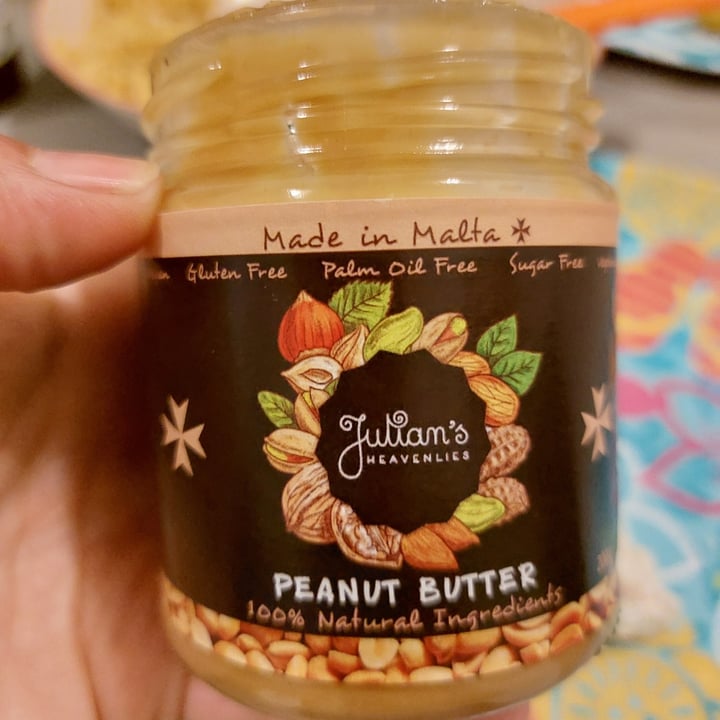 Made in Malta
Gluten Free Palm Oil Free Sugar Free
Julian's
HEAVENLIES
PEANUT BUTTER
100% Natural Ingredients